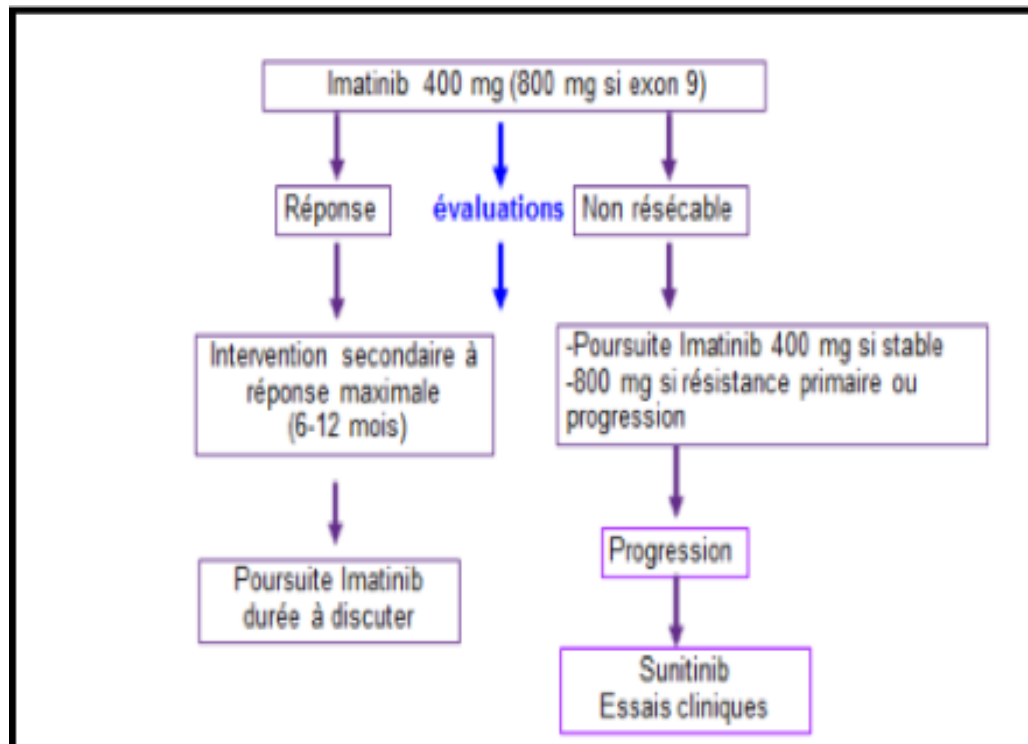 Imatinib 400 mg (800 mg si exon 9)
Réponse
évaluations
Non résécable
Intervention secondaire à
réponse maximale
(6-12 mois)
-Poursuite Imatinib 400 mg si stable
-800 mg si résistance primaire ou
progression
Poursuite Imatinib
durée à discuter
Progression
Sunitinib
Essais cliniques